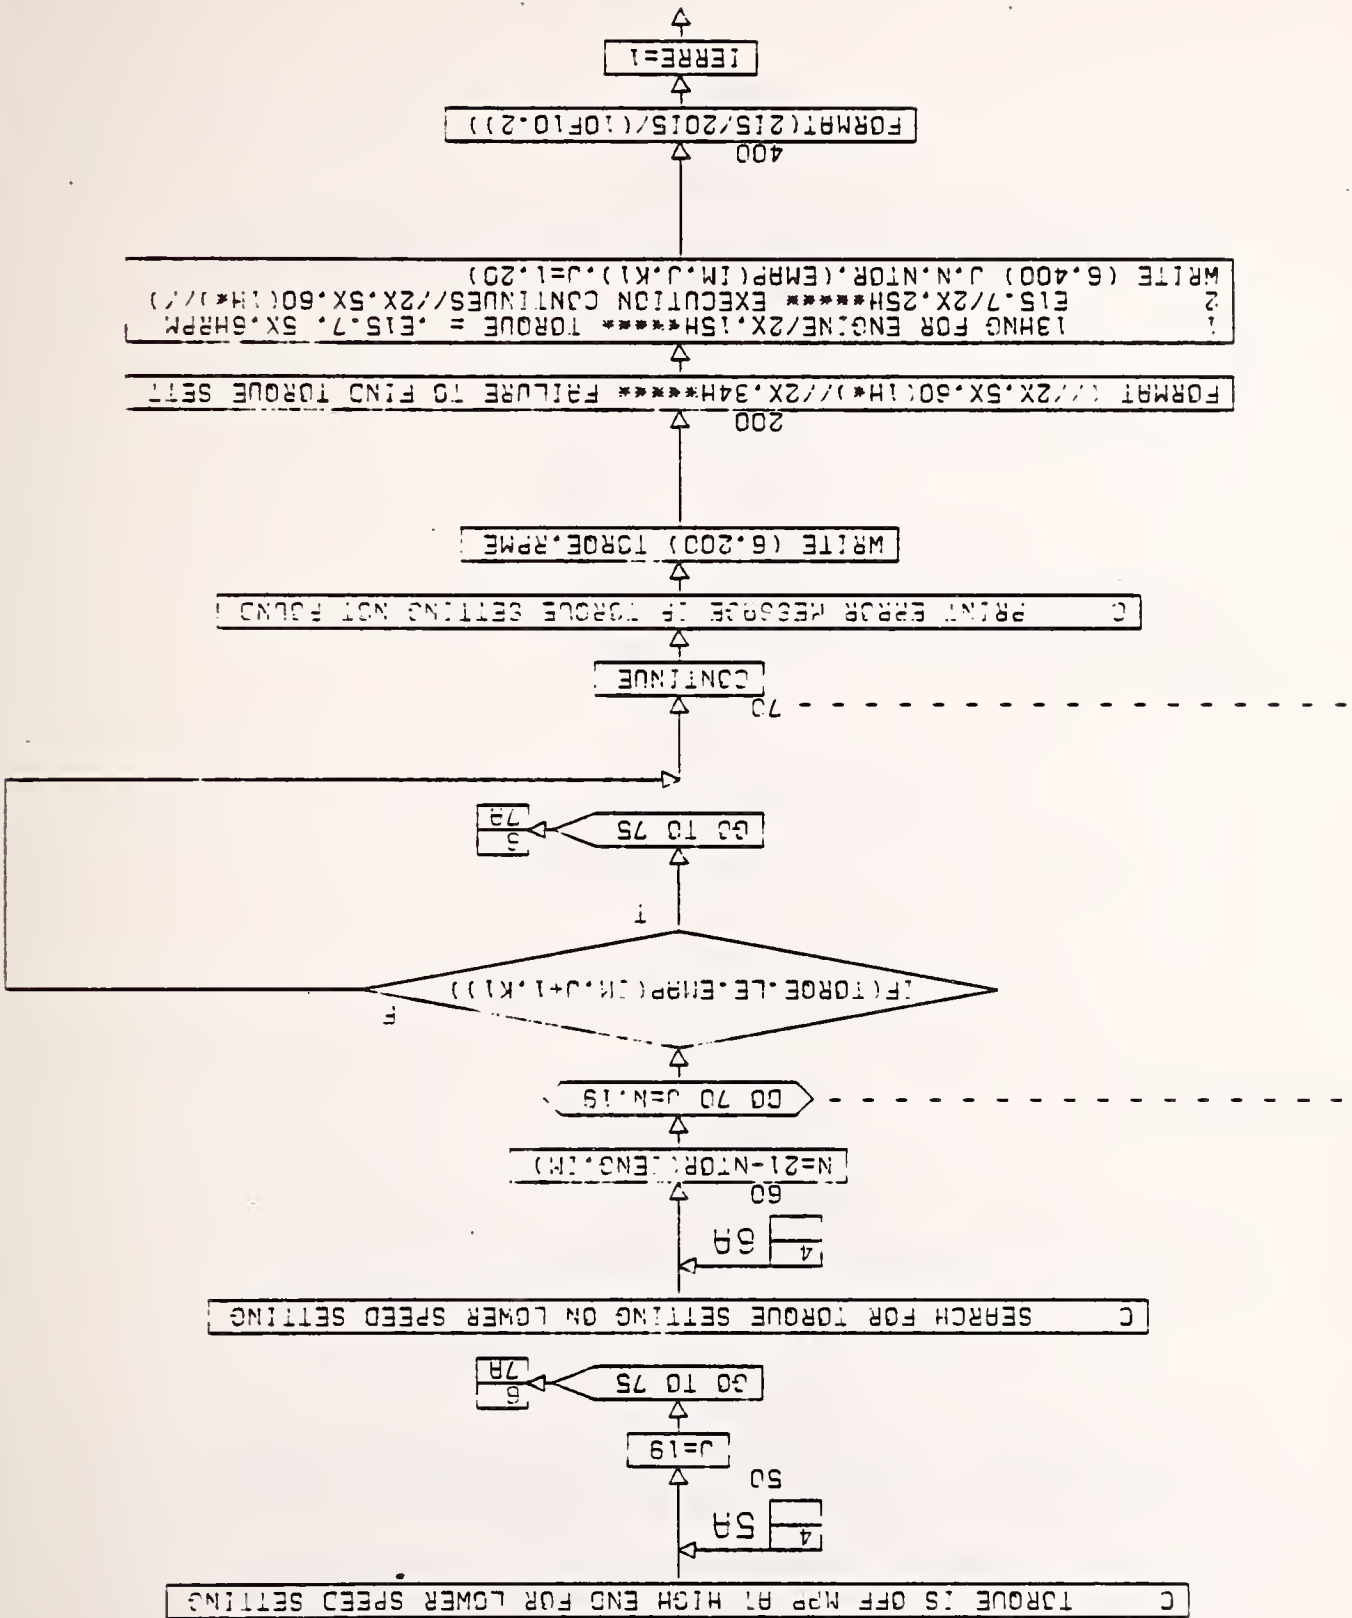 C TORQUE IS OFF MAP AT HIGH END FOR LOWER SPEED SETTING
4
5A
50
J=19
GO TO 75
6
7A
C SEARCH FOR TORQUE SETTING ON LOWER SPEED SETTING
4
6A
60
N=21-NTOR(IENG,IM)
DO 70 J=N,19
IF(TORQE.LE.EMAP(IM,J+1,K1))
F
T
GO TO 75
7A
70
CONTINUE
C PRINT ERROR MESSAGE IF TORQUE SETTING NOT FOUND
WRITE (6,200) TORQE,RPME
200
FORMAT (///2X,5X,60(1H*)///2X,34H****** FAILURE TO FIND TORQUE SETT
1 13HNG FOR ENGINE/2X,15H****** TORQUE = ,E15.7, 5X,6HRPM
2 E15.7/2X,25H****** EXECUTION CONTINUES//2X,5X,60(1H*)//)
WRITE (6,400) J,N,NTOR,(EMAP(IM,J,K1),J=1,20)
400
FORMAT(2I5/20I5/(10F10.2))
IERRE=1